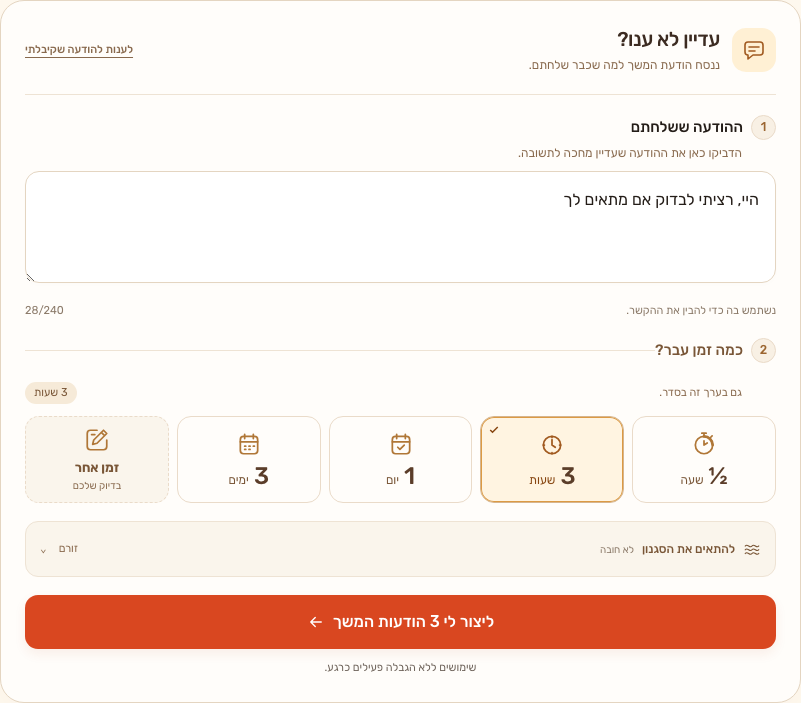 עדיין לא ענו?
ננסח הודעת המשך למה שכבר שלחתם.
לענות להודעה שקיבלתי
1 ההודעה ששלחתם
הדביקו כאן את ההודעה שעדיין מחכה לתשובה.
היי, רציתי לבדוק אם מתאים לך
נשתמש בה כדי להבין את ההקשר.
28/240
2 כמה זמן עבר?
גם בערך זה בסדר.
3 שעות
½ שעה
3 שעות
1 יום
3 ימים
זמן אחר
בדיוק שלכם
להתאים את הסגנון לא חובה
זורם
ליצור לי 3 הודעות המשך ←
שימושים ללא הגבלה פעילים כרגע.